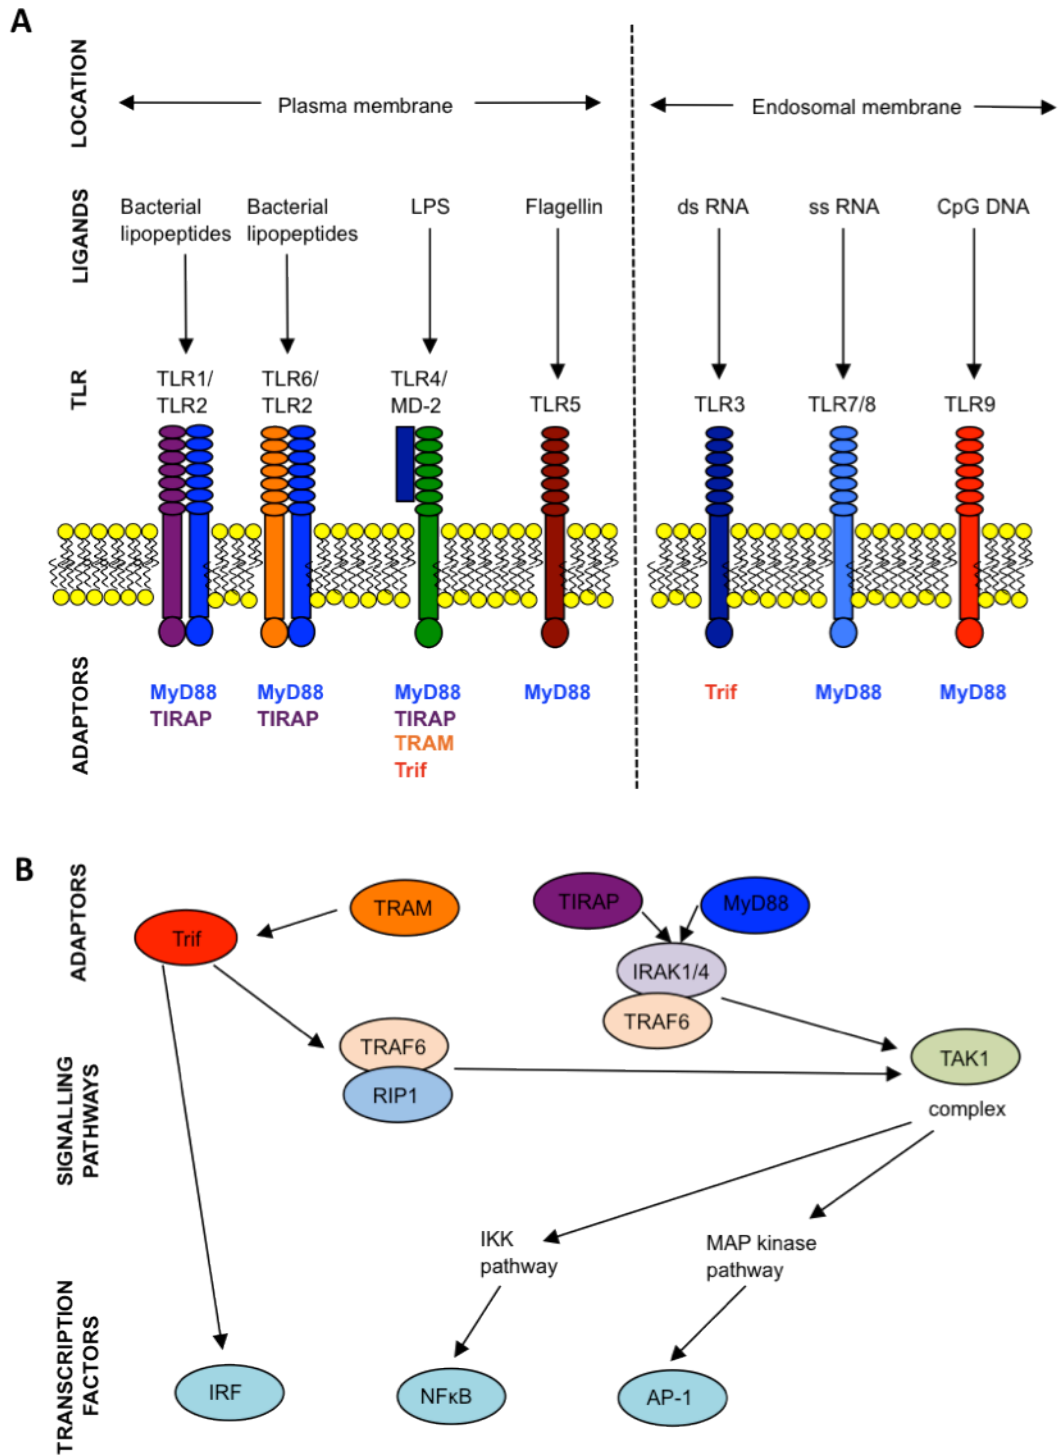 A
LOCATION
Plasma membrane
Endosomal membrane
LIGANDS
Bacterial
lipopeptides
Bacterial
lipopeptides
LPS
Flagellin
ds RNA
ss RNA
CpG DNA
TLR
TLR1/
TLR2
TLR6/
TLR2
TLR4/
MD-2
TLR5
TLR3
TLR7/8
TLR9
ADAPTORS
MyD88
TIRAP
MyD88
TIRAP
MyD88
TIRAP
TRAM
Trif
MyD88
Trif
MyD88
MyD88
B
ADAPTORS
Trif
TRAM
TIRAP
MyD88
IRAK1/4
TRAF6
SIGNALLING
PATHWAYS
TRAF6
RIP1
TAK1
complex
IKK
pathway
MAP kinase
pathway
TRANSCRIPTION
FACTORS
IRF
NFκB
AP-1